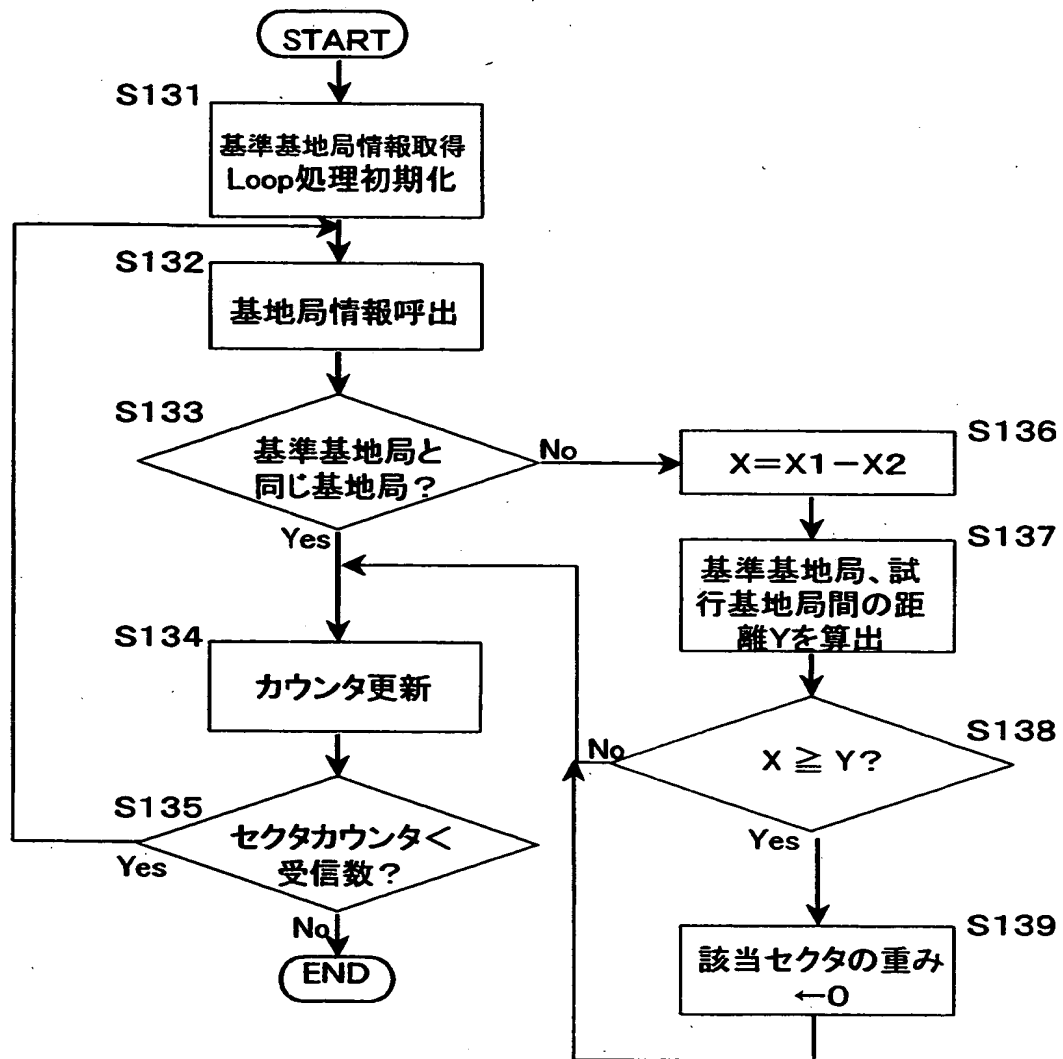 START
S131
基準基地局情報取得
Loop処理初期化
S132
基地局情報呼出
S133
基準基地局と
同じ基地局？
No
Yes
S134
カウンタ更新
S135
セクタカウンタ<
受信数？
Yes
No
END
S136
X=X1-X2
S137
基準基地局、試
行基地局間の距
離Yを算出
S138
X ≧ Y?
No
Yes
S139
該当セクタの重み
←0